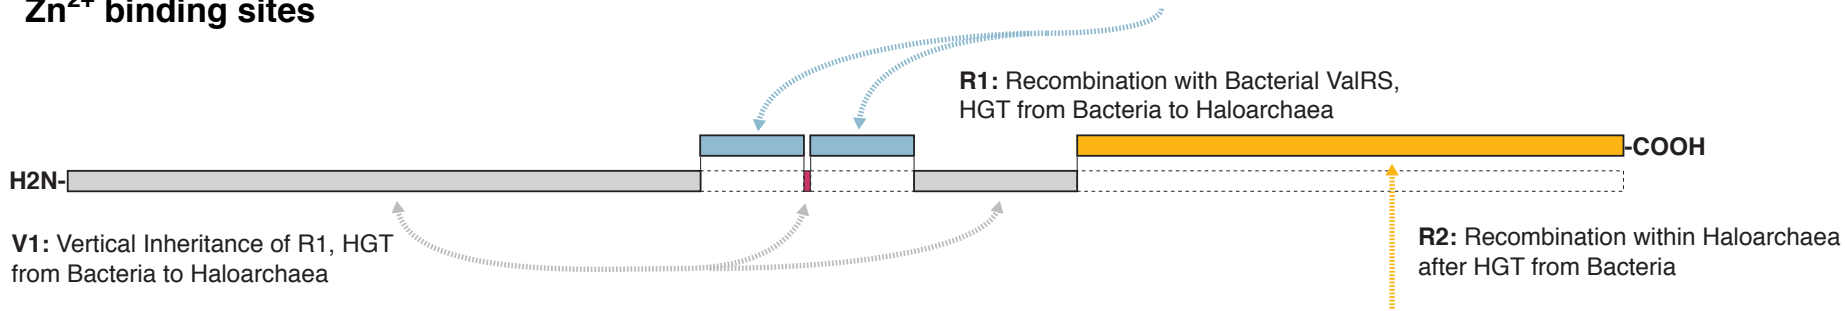 Zn2+ binding sites
R1: Recombination with Bacterial ValRS,
HGT from Bacteria to Haloarchaea
-COOH
H2N-
V1: Vertical Inheritance of R1, HGT
from Bacteria to Haloarchaea
R2: Recombination within Haloarchaea
after HGT from Bacteria